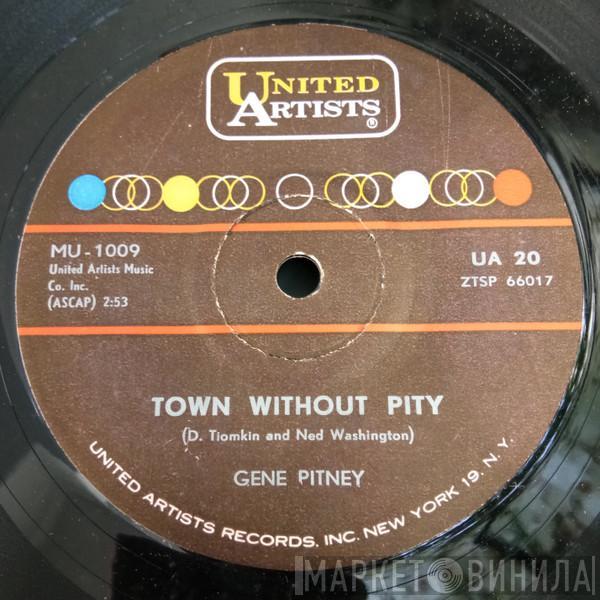 UNITED
ARTISTS
®
MU-1009
United Artists Music
Co. Inc.
(ASCAP) 2:53
UA 20
ZTSP 66017
TOWN WITHOUT PITY
(D. Tiomkin and Ned Washington)
GENE PITNEY
UNITED ARTISTS RECORDS, INC. NEW YORK 19, N.Y.
МАРКЕТ ВИНИЛА